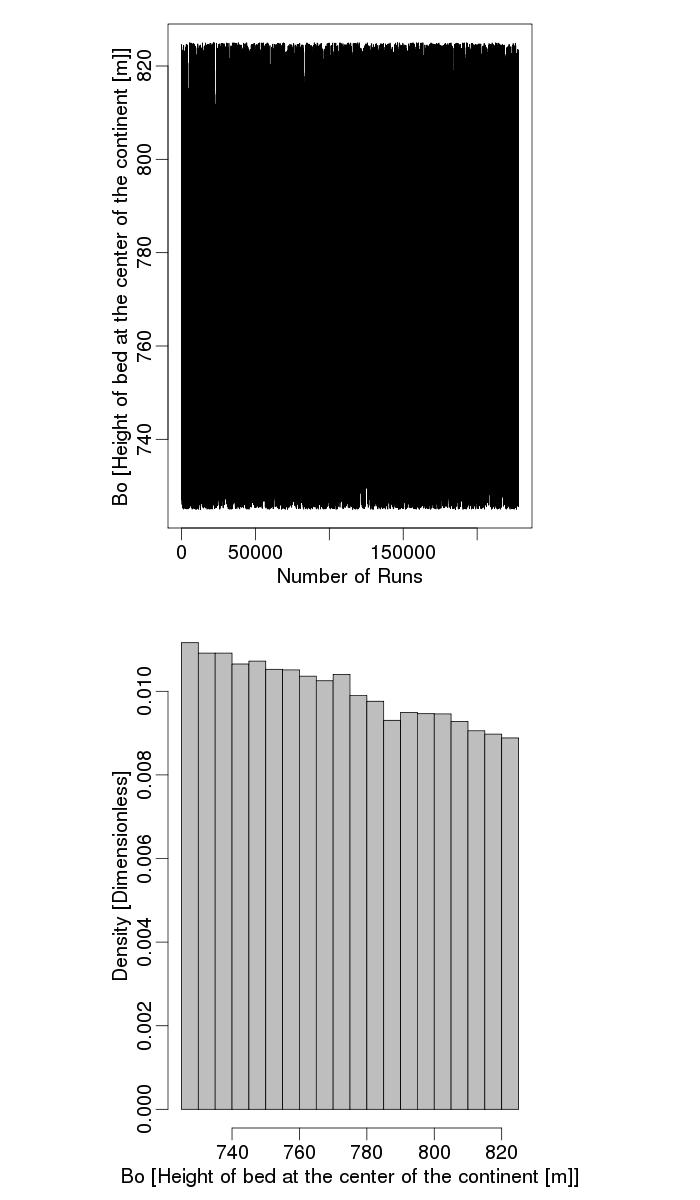 Bo [Height of bed at the center of the continent [m]]
820
800
780
760
740
0 50000 150000
Number of Runs
Density [Dimensionless]
0.010
0.008
0.006
0.004
0.002
0.000
740 760 780 800 820
Bo [Height of bed at the center of the continent [m]]